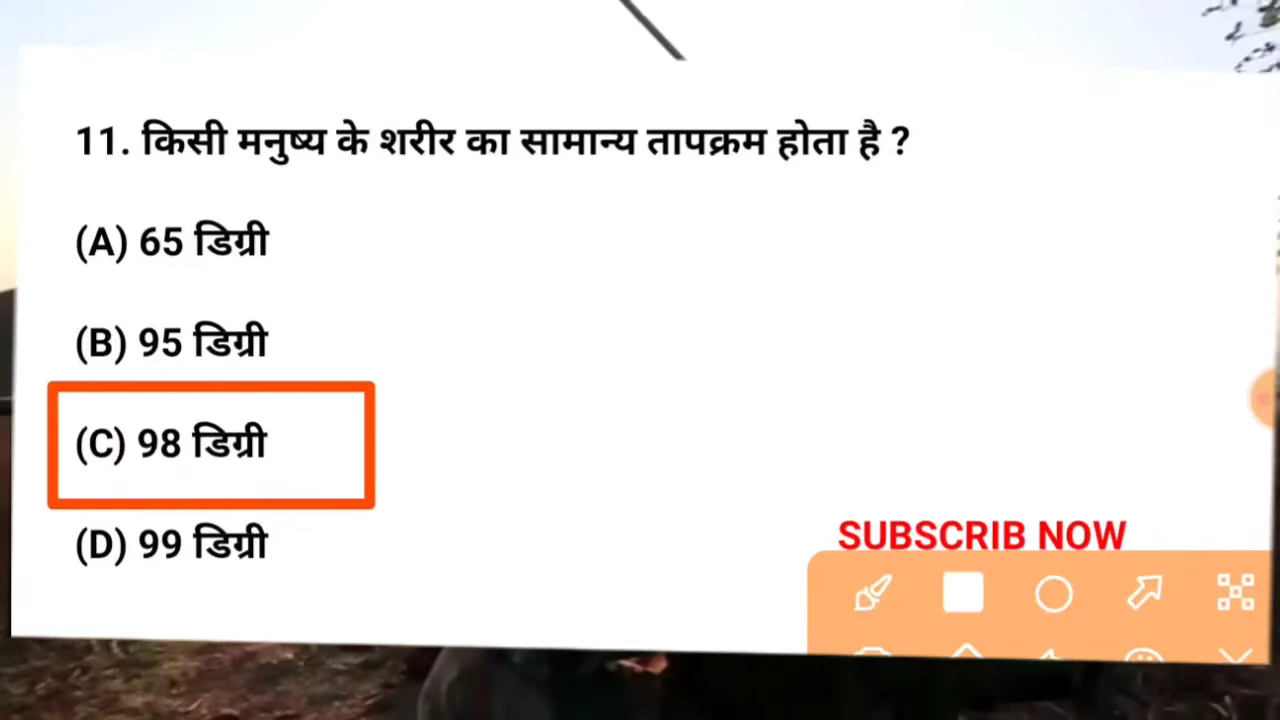 11. किसी मनुष्य के शरीर का सामान्य तापक्रम होता है ?
(A) 65 डिग्री
(B) 95 डिग्री
(C) 98 डिग्री
(D) 99 डिग्री
SUBSCRIB NOW